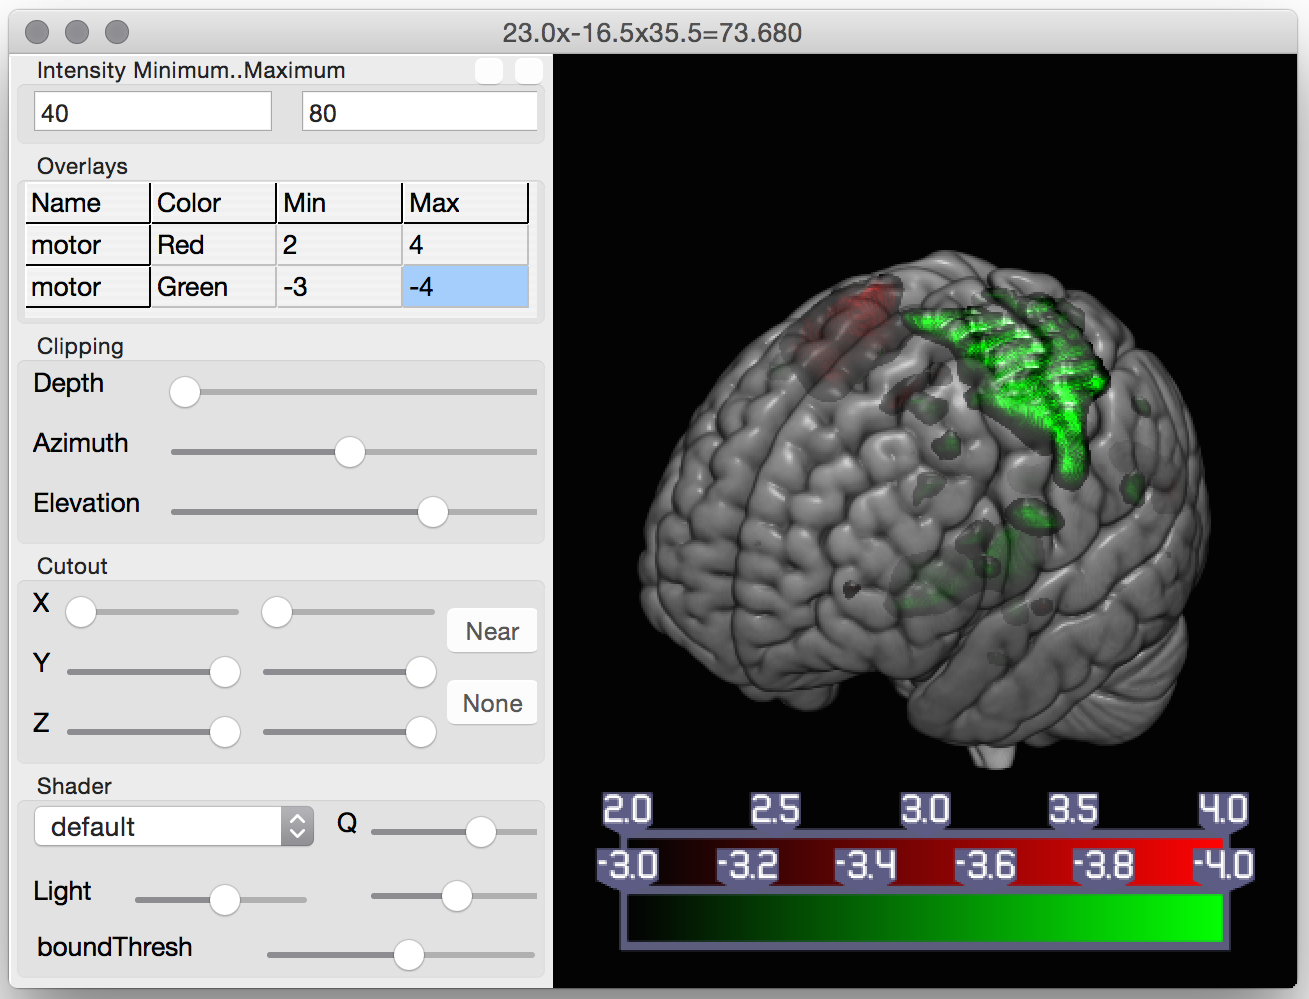 23.0x-16.5x35.5=73.680
Intensity Minimum..Maximum
40 80
Overlays
Name Color Min Max
motor Red 2 4
motor Green -3 -4
Clipping
Depth
Azimuth
Elevation
Cutout
X
Near
Y
None
Z
Shader
default Q
Light
boundThresh
2.0 2.5 3.0 3.5 4.0
-3.0 -3.2 -3.4 -3.6 -3.8 -4.0